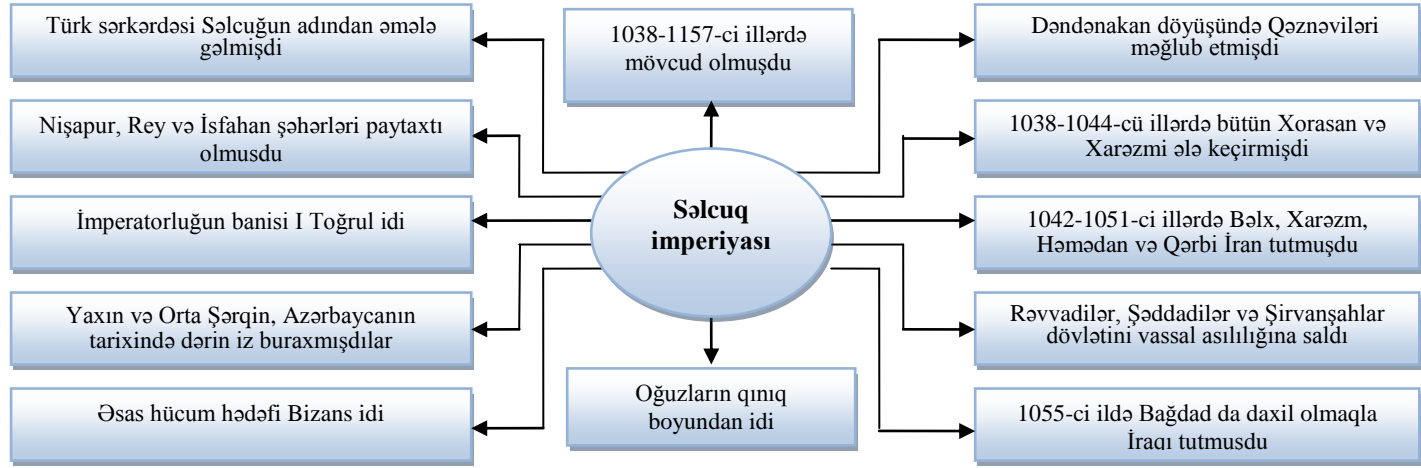 Türk sərkərdəsi Səlcuğun adından əmələ
gəlmişdi
1038-1157-ci illərdə
mövcud olmuşdu
Dəndənakan döyüşündə Qəznəviləri
məğlub etmişdi
Nişapur, Rey və İsfahan şəhərləri paytaxtı
olmusdu
1038-1044-cü illərdə bütün Xorasan və
Xarəzmi ələ keçirmişdi
Səlcuq
imperiyası
İmperatorluğun banisi I Toğrul idi
1042-1051-ci illərdə Bəlx, Xarəzm,
Həmədan və Qərbi İran tutmuşdu
Yaxın və Orta Şərqin, Azərbaycanın
tarixində dərin iz buraxmışdılar
Rəvvadilər, Şəddadilər və Şirvanşahlar
dövlətini vassal asılılığına saldı
Əsas hücum hədəfi Bizans idi
Oğuzların qınıq
boyundan idi
1055-ci ildə Bağdad da daxil olmaqla
İraqı tutmusdu